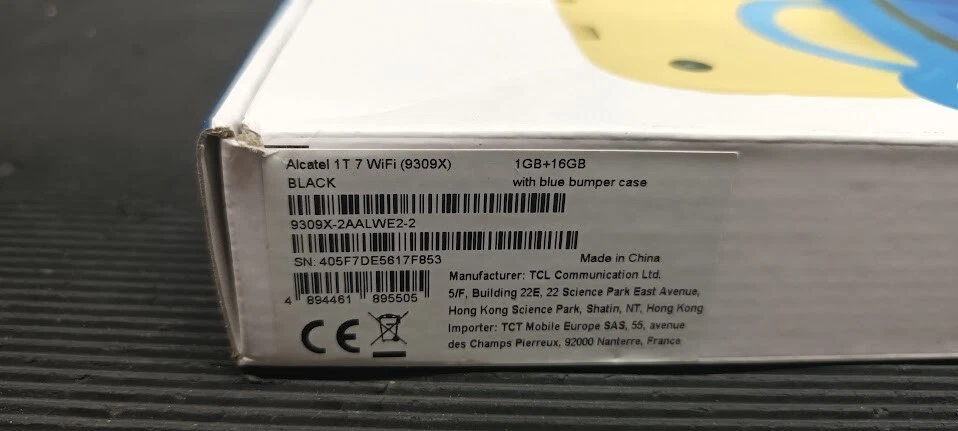 Alcatel 1T 7 WiFi (9309X) 1GB+16GB
BLACK with blue bumper case
9309X-2AALWE2-2
SN: 405F7DE5617F853 Made in China
Manufacturer: TCL Communication Ltd.
5/F, Building 22E, 22 Science Park East Avenue,
4 894461 895505
Hong Kong Science Park, Shatin, NT, Hong Kong
CE Importer: TCT Mobile Europe SAS, 55, avenue
des Champs Pierreux, 92000 Nanterre, France